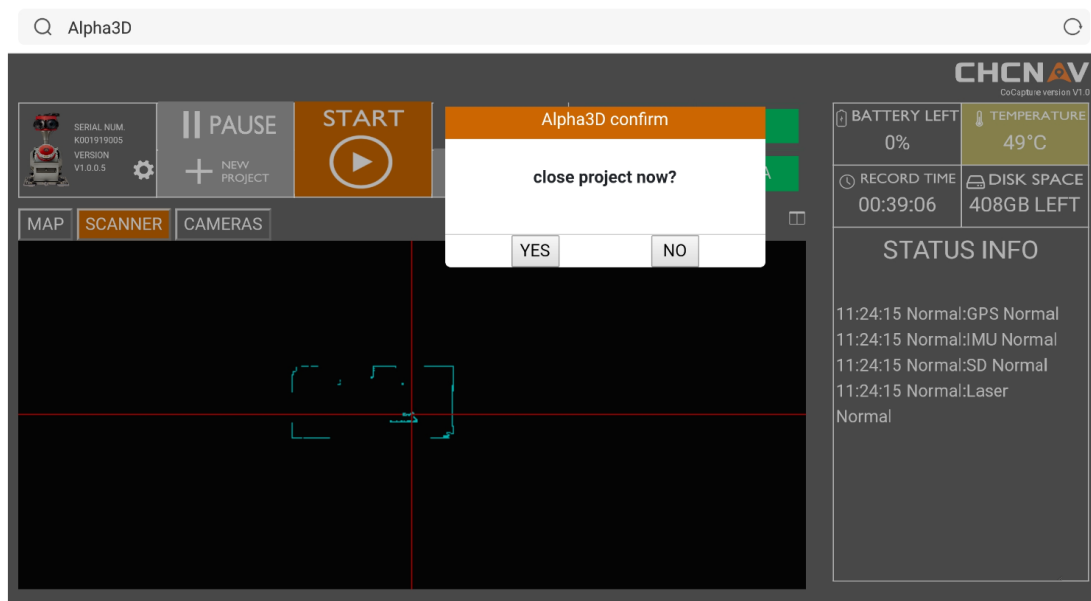 Alpha3D
CHCNAV
CoCapture version V1.0
SERIAL NUM.
K001919005
VERSION
V1.0.0.5
PAUSE
NEW
PROJECT
START
Alpha3D confirm
close project now?
YES
NO
A
BATTERY LEFT
0%
TEMPERATURE
49°C
RECORD TIME
00:39:06
DISK SPACE
408GB LEFT
MAP
SCANNER
CAMERAS
STATUS INFO
11:24:15 Normal:GPS Normal
11:24:15 Normal:IMU Normal
11:24:15 Normal:SD Normal
11:24:15 Normal:Laser
Normal